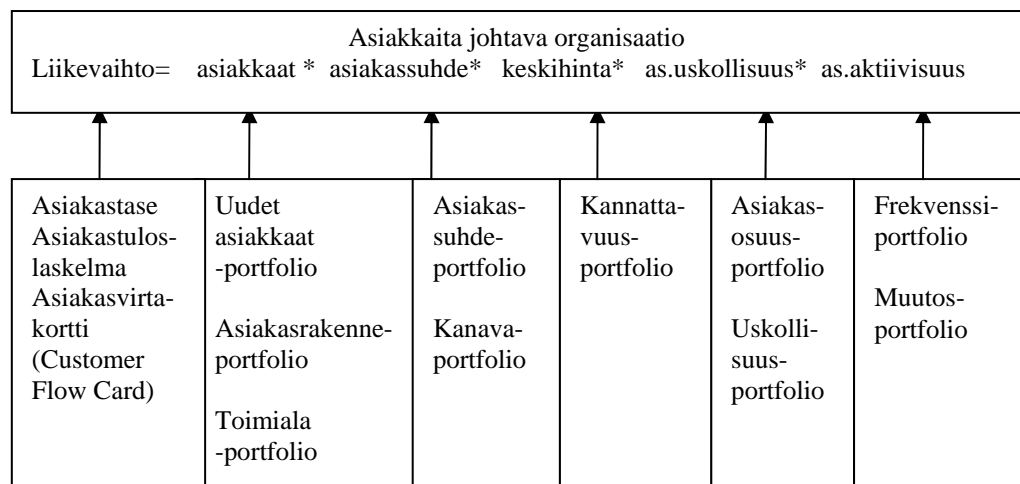 Asiakkaita johtava organisaatio
Liikevaihto= asiakkaat * asiakassuhde* keskihinta* as.uskollisuus* as.aktiivisuus
Asiakastase
Asiakastulos-
laskelma
Asiakasvirta-
kortti
(Customer
Flow Card)
Uudet
asiakkaat
-portfolio
Asiakasrakenne-
portfolio
Toimiala
-portfolio
Asiakas-
suhde-
portfolio
Kanava-
portfolio
Kannatta-
vuus-
portfolio
Asiakas-
osuus-
portfolio
Uskolli-
suus-
portfolio
Frekvenssi-
portfolio
Muutos-
portfolio